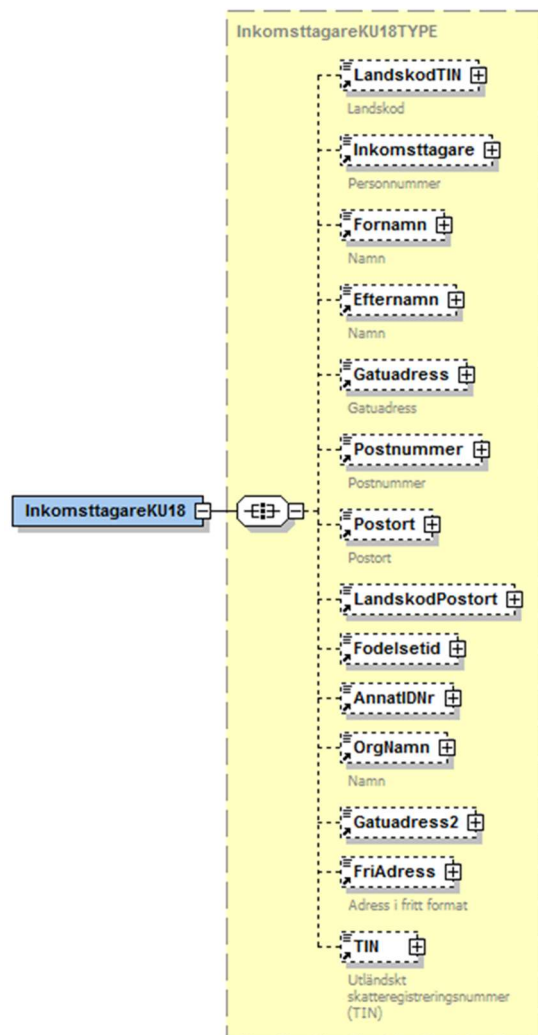 InkomsttagareKU18TYPE
LandskodTIN
Landskod
Inkomsttagare
Personnummer
Fornamn
Namn
Efternamn
Namn
Gatuadress
Gatuadress
Postnummer
Postnummer
InkomsttagareKU18
Postort
Postort
LandskodPostort
Fodelsetid
AnnatIDNr
OrgNamn
Namn
Gatuadress2
FriAdress
Adress i fritt format
TIN
Utländskt
skatteregistreringsnummer
(TIN)